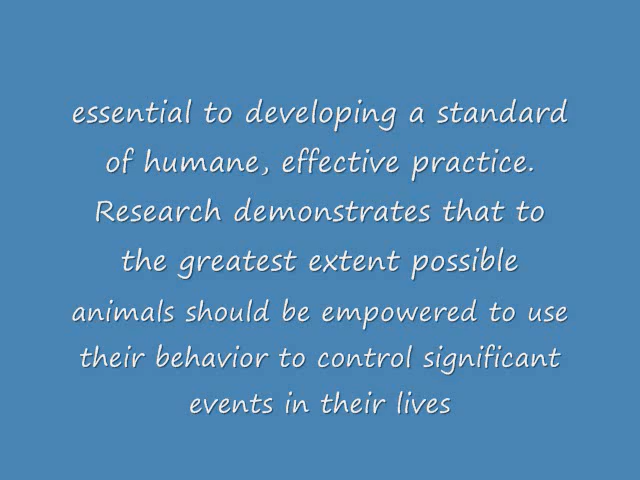 essential to developing a standard
of humane, effective practice.
Research demonstrates that to
the greatest extent possible
animals should be empowered to use
their behavior to control significant
events in their lives